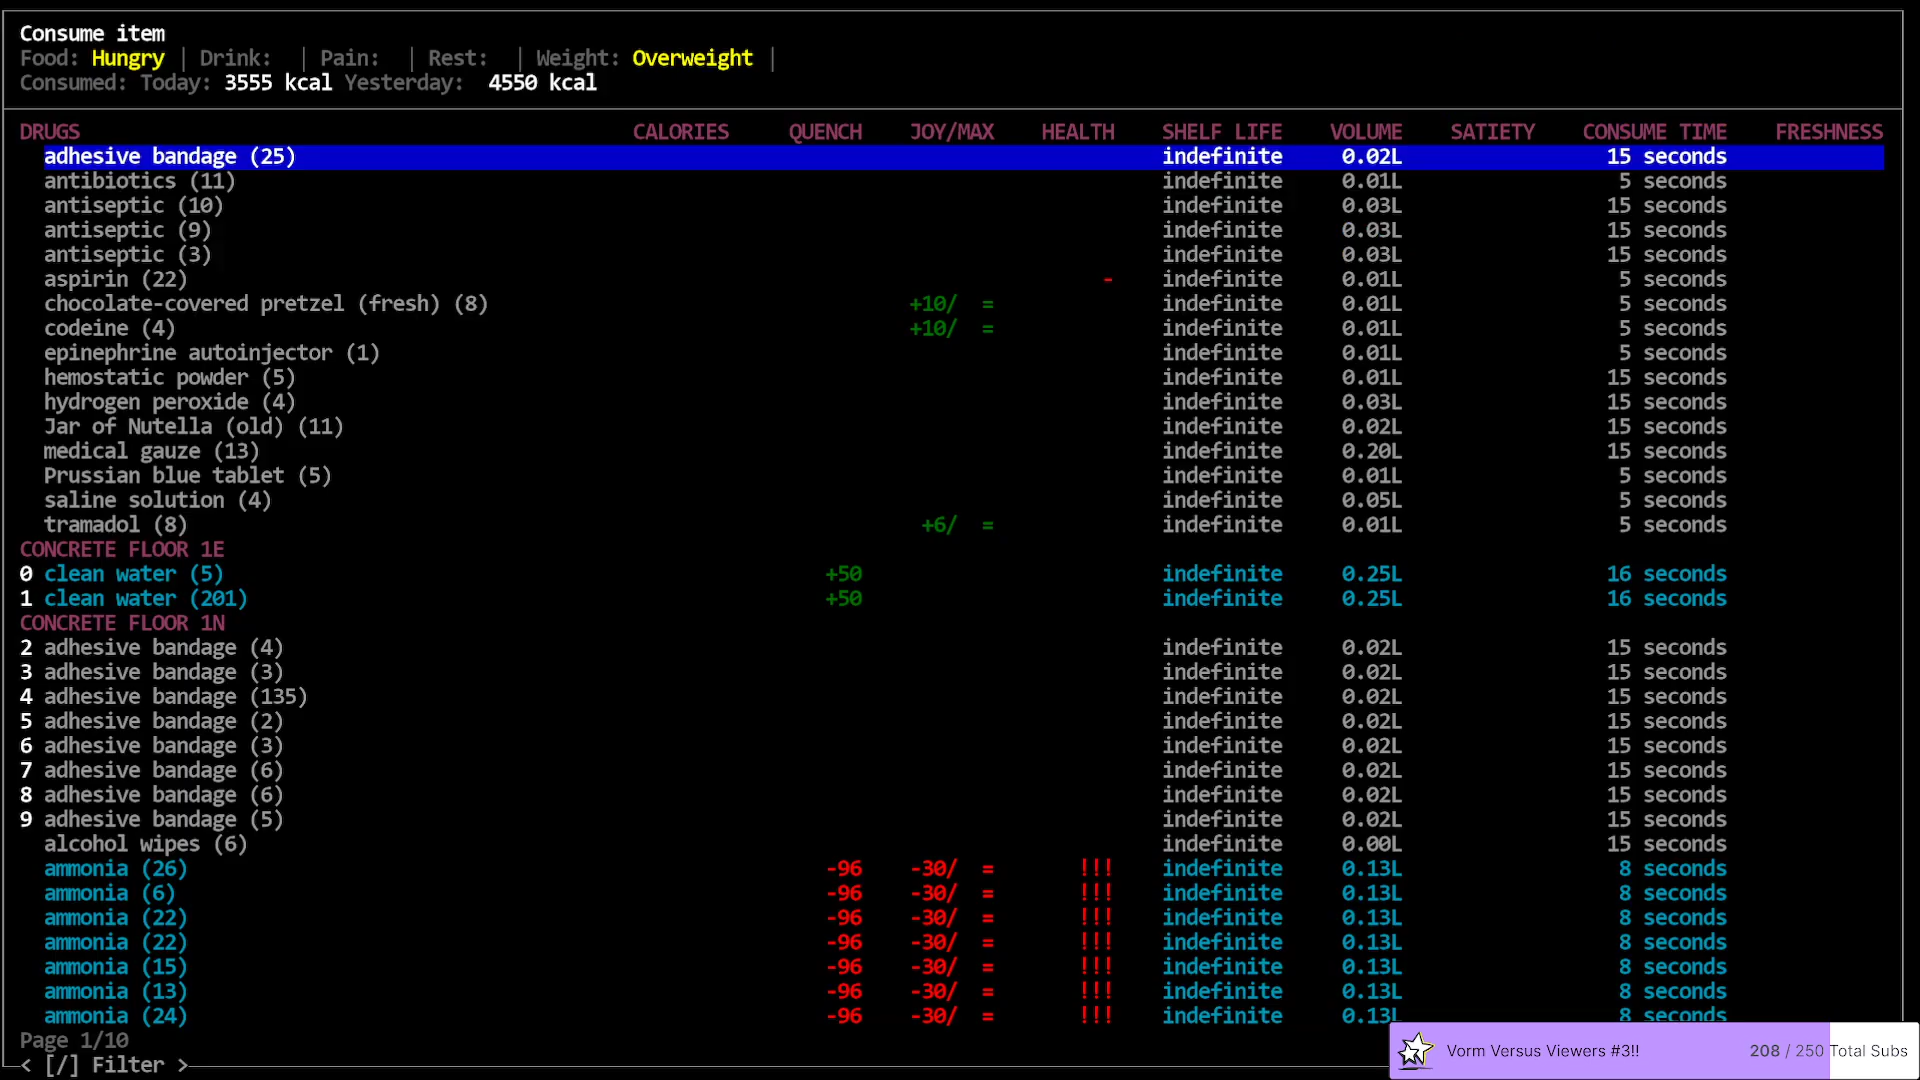 Consume item
Food: Hungry | Drink: | Pain: | Rest: | Weight: Overweight |
Consumed: Today: 3555 kcal Yesterday: 4550 kcal
DRUGS CALORIES QUENCH JOY/MAX HEALTH SHELF LIFE VOLUME SATIETY CONSUME TIME FRESHNESS
adhesive bandage (25) indefinite 0.02L 15 seconds
antibiotics (11) indefinite 0.01L 5 seconds
antiseptic (10) indefinite 0.03L 15 seconds
antiseptic (9) indefinite 0.03L 15 seconds
antiseptic (3) indefinite 0.03L 15 seconds
aspirin (22) - indefinite 0.01L 5 seconds
chocolate-covered pretzel (fresh) (8) +10/ = indefinite 0.01L 5 seconds
codeine (4) +10/ = indefinite 0.01L 5 seconds
epinephrine autoinjector (1) indefinite 0.01L 5 seconds
hemostatic powder (5) indefinite 0.01L 15 seconds
hydrogen peroxide (4) indefinite 0.03L 15 seconds
Jar of Nutella (old) (11) indefinite 0.02L 15 seconds
medical gauze (13) indefinite 0.20L 15 seconds
Prussian blue tablet (5) indefinite 0.01L 5 seconds
saline solution (4) indefinite 0.05L 5 seconds
tramadol (8) +6/ = indefinite 0.01L 5 seconds
CONCRETE FLOOR 1E
0 clean water (5) +50 indefinite 0.25L 16 seconds
1 clean water (201) +50 indefinite 0.25L 16 seconds
CONCRETE FLOOR 1N
2 adhesive bandage (4) indefinite 0.02L 15 seconds
3 adhesive bandage (3) indefinite 0.02L 15 seconds
4 adhesive bandage (135) indefinite 0.02L 15 seconds
5 adhesive bandage (2) indefinite 0.02L 15 seconds
6 adhesive bandage (3) indefinite 0.02L 15 seconds
7 adhesive bandage (6) indefinite 0.02L 15 seconds
8 adhesive bandage (6) indefinite 0.02L 15 seconds
9 adhesive bandage (5) indefinite 0.02L 15 seconds
alcohol wipes (6) indefinite 0.00L 15 seconds
ammonia (26) -96 -30/ = !!! indefinite 0.13L 8 seconds
ammonia (6) -96 -30/ = !!! indefinite 0.13L 8 seconds
ammonia (22) -96 -30/ = !!! indefinite 0.13L 8 seconds
ammonia (22) -96 -30/ = !!! indefinite 0.13L 8 seconds
ammonia (15) -96 -30/ = !!! indefinite 0.13L 8 seconds
ammonia (13) -96 -30/ = !!! indefinite 0.13L 8 seconds
ammonia (24) -96 -30/ = !!! indefinite 0.13L 8 seconds
Page 1/10
< [/] Filter >
Vorm Versus Viewers #3!! 208 / 250 Total Subs